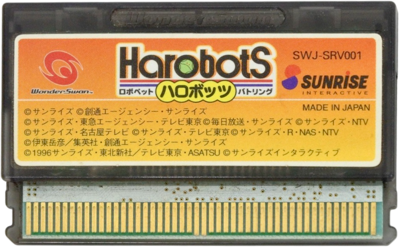 WonderSwan
HaroBotS
SWJ-SRV001
ロボペット ハロボッツ バトリング
SUNRISE
INTERACTIVE
MADE IN JAPAN
©サンライズ ©創通エージェンシー・サンライズ
©サンライズ・東急エージェンシー・テレビ東京 ©毎日放送・サンライズ ©サンライズ・NTV
©サンライズ・名古屋テレビ ©サンライズ・テレビ東京 ©サンライズ・R・NAS・NTV
©伊東岳彦／集英社・創通エージェンシー・サンライズ
©1996サンライズ・東北新社／テレビ東京・ASATSU ©サンライズインタラクティブ